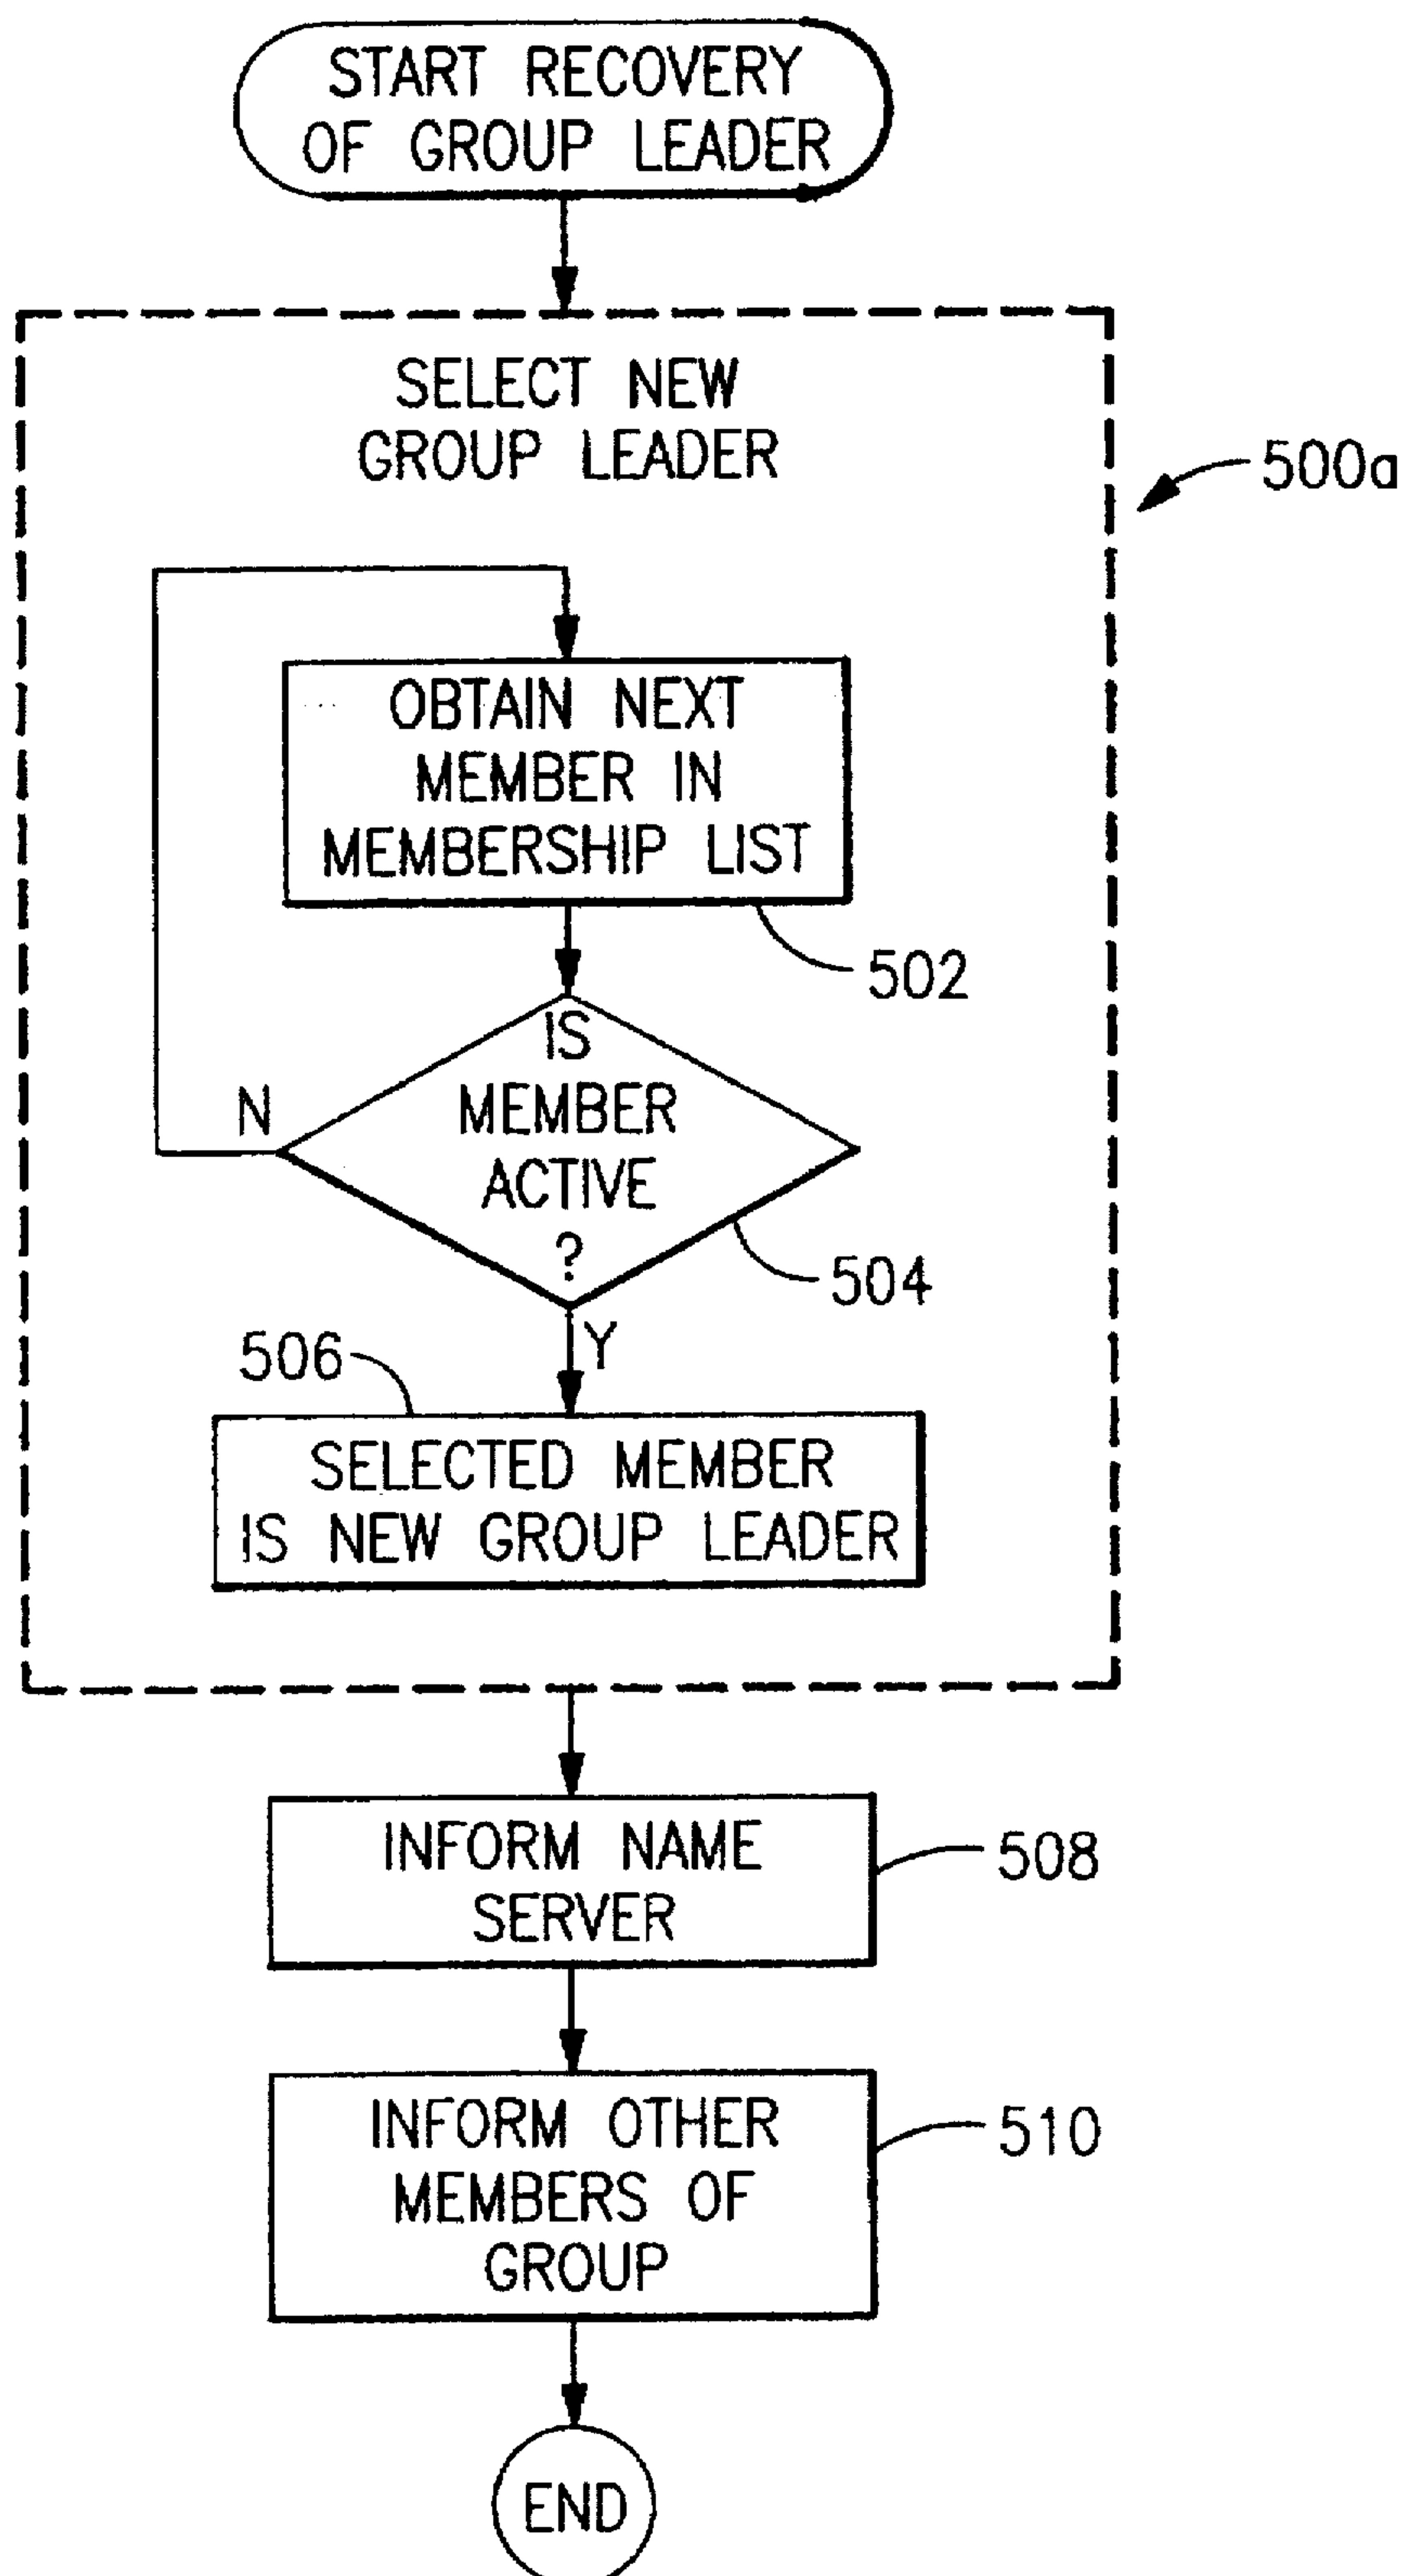 START RECOVERY
OF GROUP LEADER
SELECT NEW
GROUP LEADER
500a
OBTAIN NEXT
MEMBER IN
MEMBERSHIP LIST
502
IS
MEMBER
ACTIVE
?
N
504
Y
506
SELECTED MEMBER
IS NEW GROUP LEADER
INFORM NAME
SERVER
508
INFORM OTHER
MEMBERS OF
GROUP
510
END